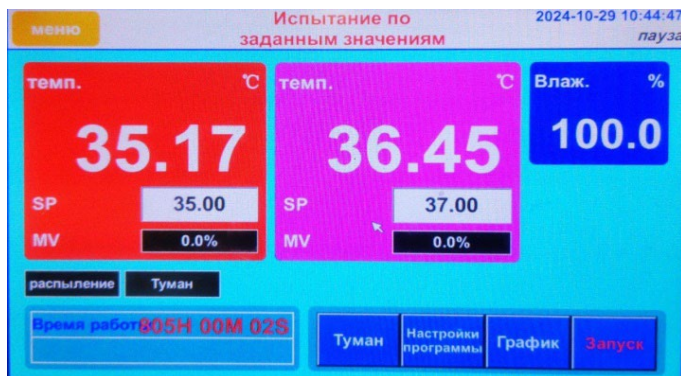 меню
Испытание по
заданным значениям
2024-10-29 10:44:47
пауза
темп. ℃
35.17
SP 35.00
MV 0.0%
темп. ℃
36.45
SP 37.00
MV 0.0%
Влаж. %
100.0
распыление Туман
Время работы 805H 00M 02S
Туман
Настройки
программы
График
Запуск